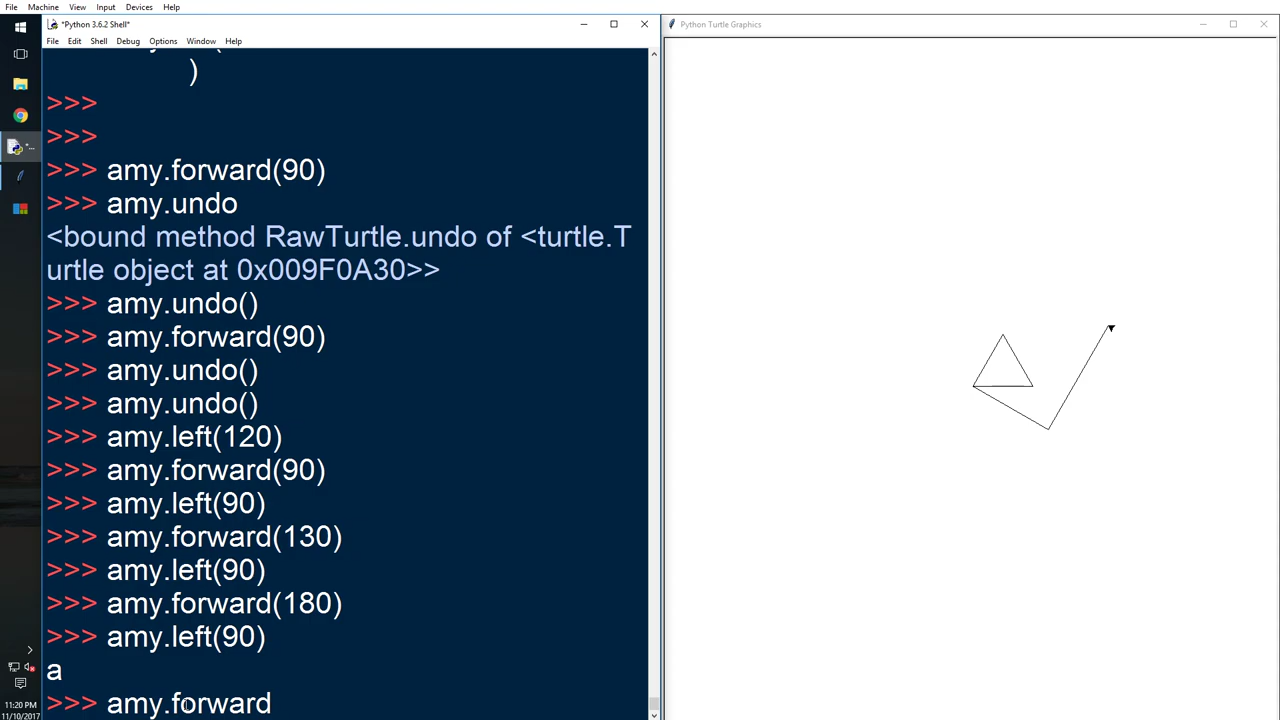 File Machine View Input Devices Help
*Python 3.6.2 Shell*
Python Turtle Graphics
File Edit Shell Debug Options Window Help
)
>>>
>>>
>>> amy.forward(90)
>>> amy.undo
<bound method RawTurtle.undo of <turtle.T
urtle object at 0x009F0A30>>
>>> amy.undo()
>>> amy.forward(90)
>>> amy.undo()
>>> amy.undo()
>>> amy.left(120)
>>> amy.forward(90)
>>> amy.left(90)
>>> amy.forward(130)
>>> amy.left(90)
>>> amy.forward(180)
>>> amy.left(90)
a
>>> amy.forward
11:20 PM
11/10/2017